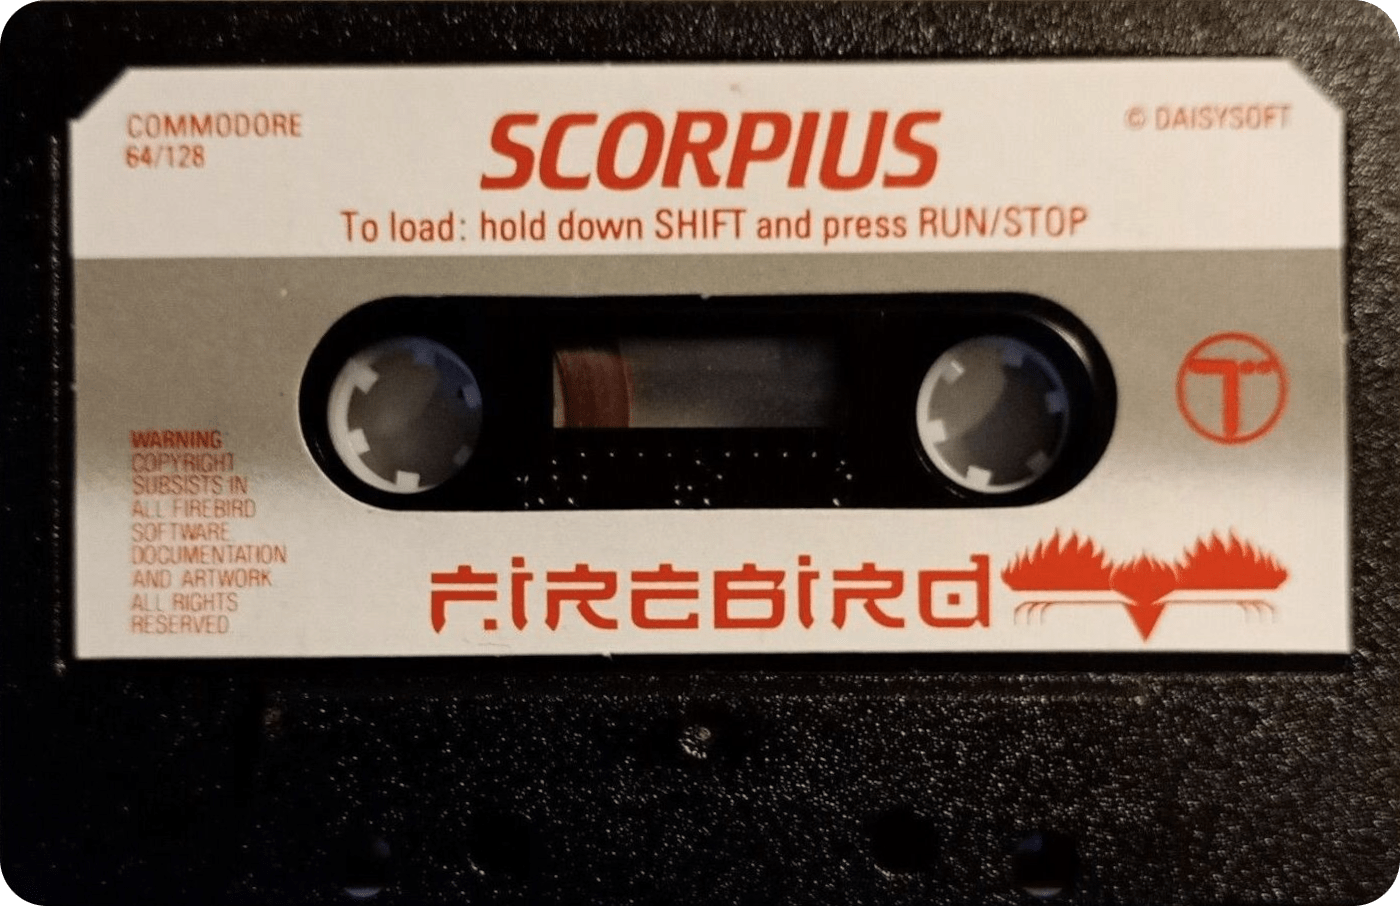 COMMODORE
64/128
SCORPIUS
© DAISYSOFT
To load: hold down SHIFT and press RUN/STOP
WARNING
COPYRIGHT
SUBSISTS IN
ALL FIREBIRD
SOFTWARE
DOCUMENTATION
AND ARTWORK
ALL RIGHTS
RESERVED
FIREBIRD